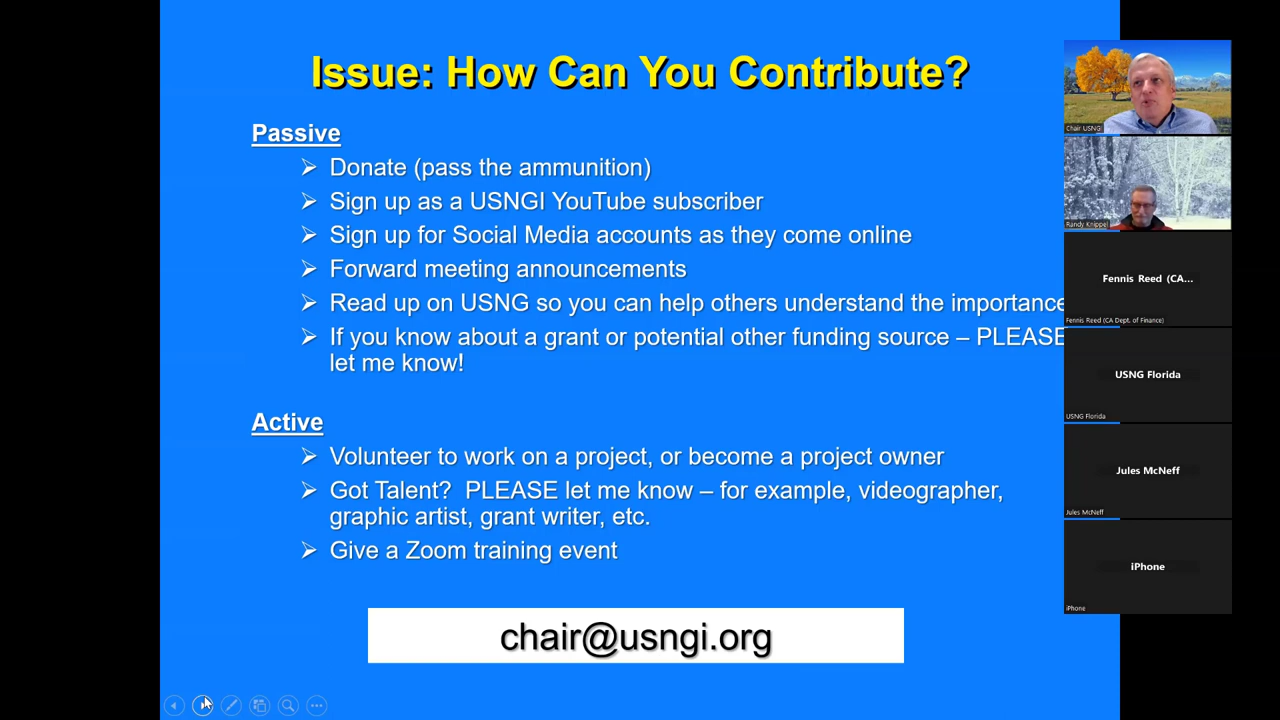 Issue: How Can You Contribute?
Passive
Donate (pass the ammunition)
Sign up as a USNGI YouTube subscriber
Sign up for Social Media accounts as they come online
Forward meeting announcements
Read up on USNG so you can help others understand the importance
If you know about a grant or potential other funding source – PLEASE
let me know!
Active
Volunteer to work on a project, or become a project owner
Got Talent? PLEASE let me know – for example, videographer,
graphic artist, grant writer, etc.
Give a Zoom training event
chair@usngi.org
Chair USNGI
Randy Knippel
Fennis Reed (CA...
Fennis Reed (CA Dept. of Finance)
USNG Florida
USNG Florida
Jules McNeff
Jules McNeff
iPhone
iPhone